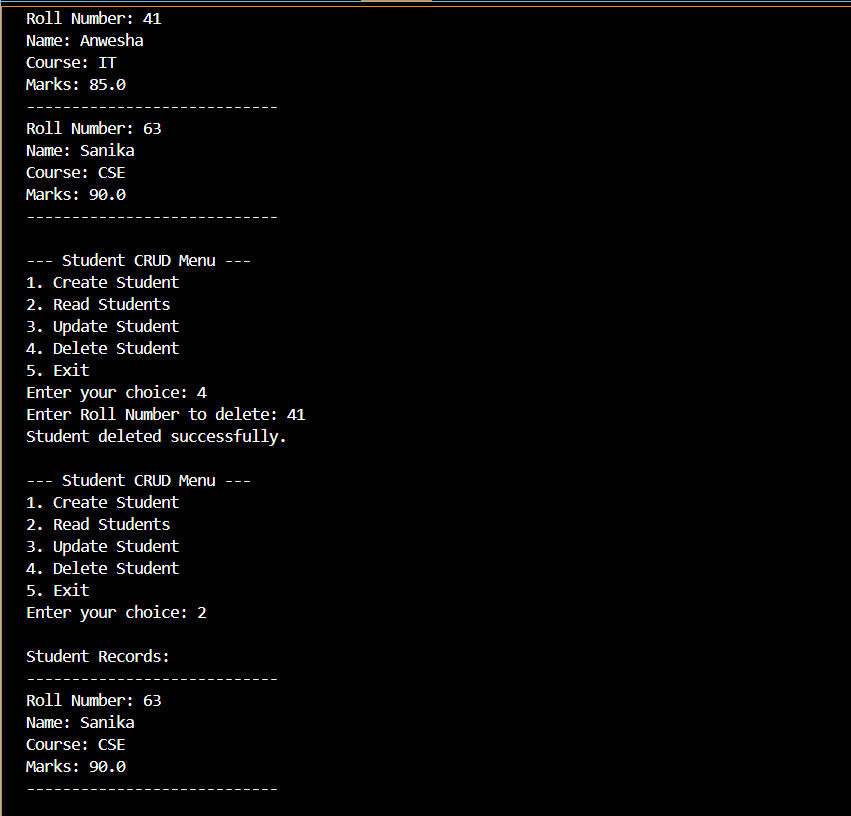 Roll Number: 41
Name: Anwesha
Course: IT
Marks: 85.0
----------------------------
Roll Number: 63
Name: Sanika
Course: CSE
Marks: 90.0
----------------------------
--- Student CRUD Menu ---
1. Create Student
2. Read Students
3. Update Student
4. Delete Student
5. Exit
Enter your choice: 4
Enter Roll Number to delete: 41
Student deleted successfully.
--- Student CRUD Menu ---
1. Create Student
2. Read Students
3. Update Student
4. Delete Student
5. Exit
Enter your choice: 2
Student Records:
----------------------------
Roll Number: 63
Name: Sanika
Course: CSE
Marks: 90.0
----------------------------